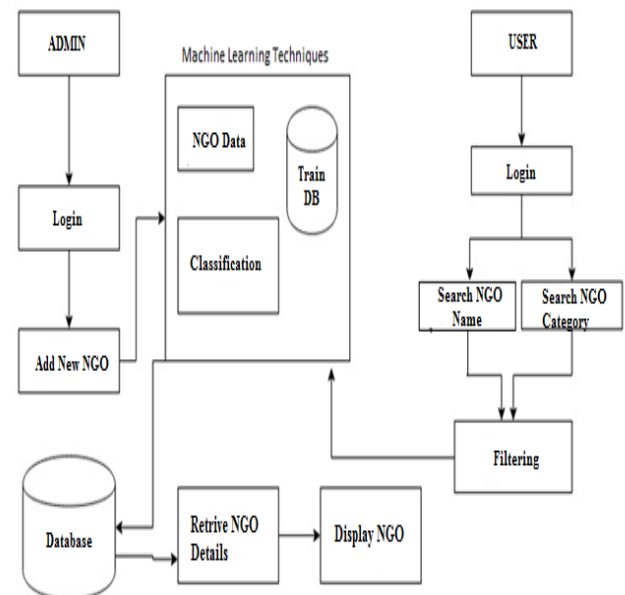 ADMIN
USER
Machine Learning Techniques
NGO Data
Train
DB
Login
Login
Classification
Search NGO
Name
Search NGO
Category
Add New NGO
Filtering
Database
Retrive NGO
Details
Display NGO